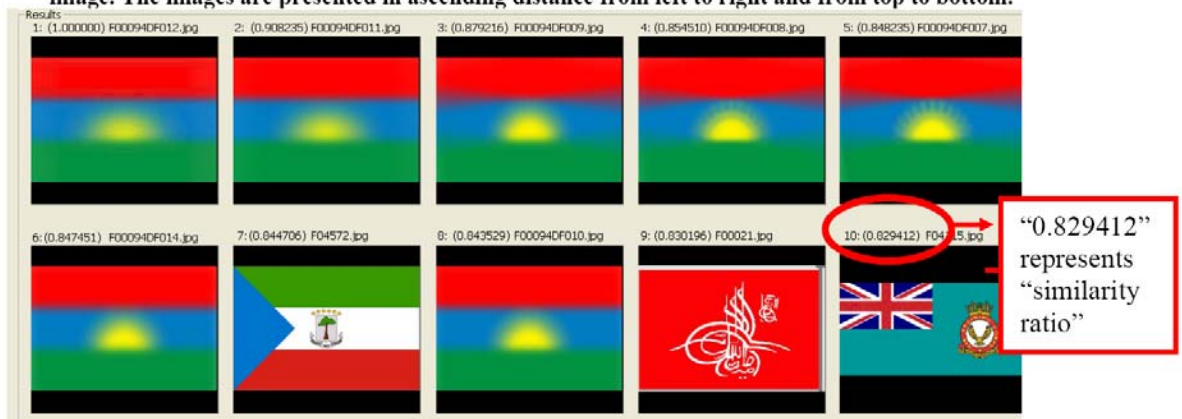 image. The images are presented in ascending distance from left to right and from top to bottom.
Results
1: (1.000000) F00094DF012.jpg
2: (0.908235) F00094DF011.jpg
3: (0.879216) F00094DF009.jpg
4: (0.854510) F00094DF008.jpg
5: (0.848235) F00094DF007.jpg
6: (0.847451) F00094DF014.jpg
7: (0.844706) F04572.jpg
8: (0.843529) F00094DF010.jpg
9: (0.830196) F00021.jpg
10: (0.829412)
“0.829412”
represents
“similarity
ratio”